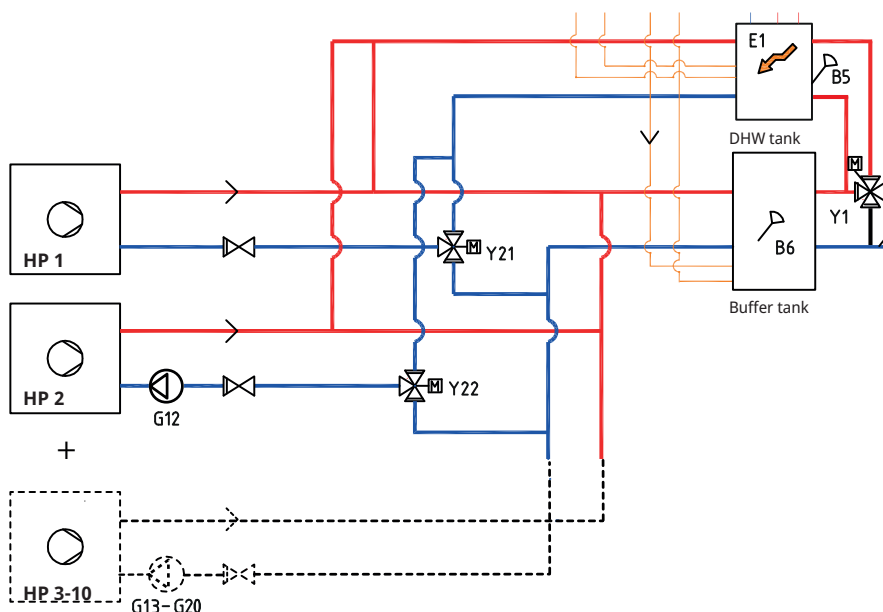 E1
B5
DHW tank
M
Y1
HP 1
M
Y21
B6
Buffer tank
HP 2
G12
M
Y22
+
HP 3-10
G13-G20